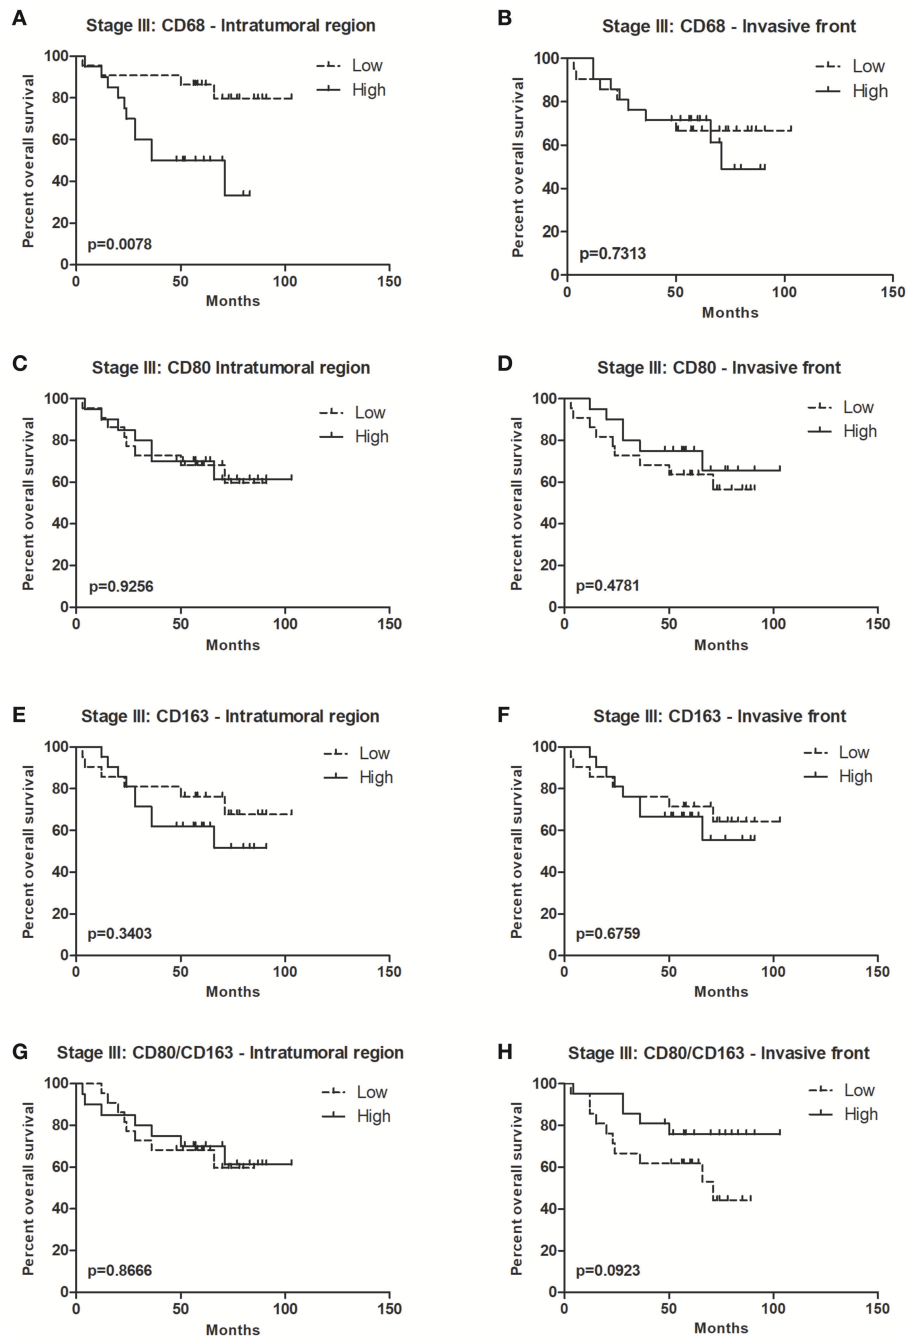 A
Stage III: CD68 - Intratumoral region
Percent overall survival
100
80
60
40
20
0
Low
High
p=0.0078
0 50 100 150
Months
B
Stage III: CD68 - Invasive front
Percent overall survival
100
80
60
40
20
0
Low
High
p=0.7313
0 50 100 150
Months
C
Stage III: CD80 Intratumoral region
Percent overall survival
100
80
60
40
20
0
Low
High
p=0.9256
0 50 100 150
Months
D
Stage III: CD80 - Invasive front
Percent overall survival
100
80
60
40
20
0
Low
High
p=0.4781
0 50 100 150
Months
E
Stage III: CD163 - Intratumoral region
Percent overall survival
100
80
60
40
20
0
Low
High
p=0.3403
0 50 100 150
Months
F
Stage III: CD163 - Invasive front
Percent overall survival
100
80
60
40
20
0
Low
High
p=0.6759
0 50 100 150
Months
G
Stage III: CD80/CD163 - Intratumoral region
Percent overall survival
100
80
60
40
20
0
Low
High
p=0.8666
0 50 100 150
Months
H
Stage III: CD80/CD163 - Invasive front
Percent overall survival
100
80
60
40
20
0
Low
High
p=0.0923
0 50 100 150
Months